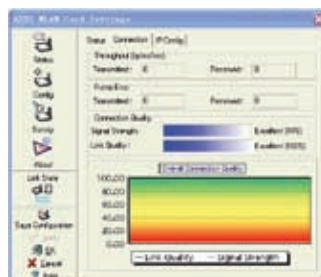 ASUS WLAN Card Settings
Status Connection IP Config
Status
Config
Survey
About
Link State
Throughput (bytes/sec)
Transmitted: 0 Received: 0
Frame Error
Transmitted: 0 Received: 0
Connection Quality
Signal Strength: Excellent (100%)
Link Quality: Excellent (100%)
Overall Connection Quality
100.00
80.00
60.00
40.00
20.00
0.00
Link Quality Signal Strength
Save Configuration
OK
Cancel
Help